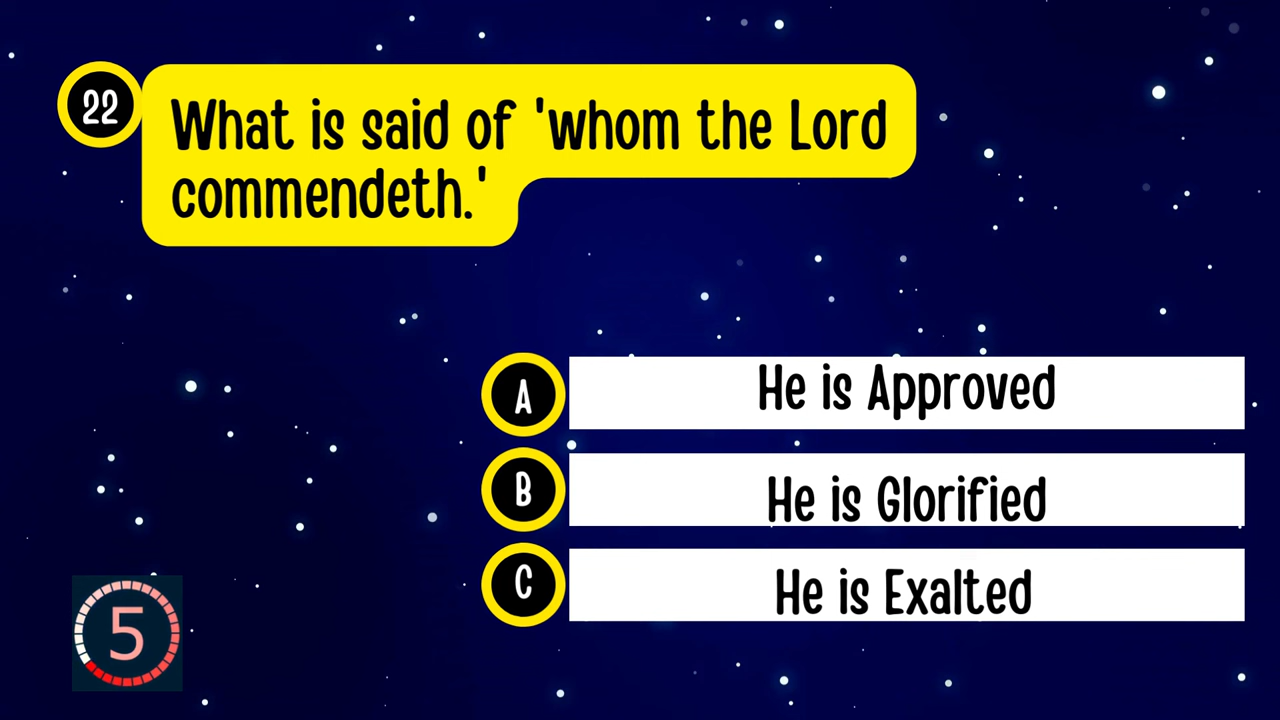 22
What is said of 'whom the Lord
commendeth.'
A
He is Approved
B
He is Glorified
C
He is Exalted
5